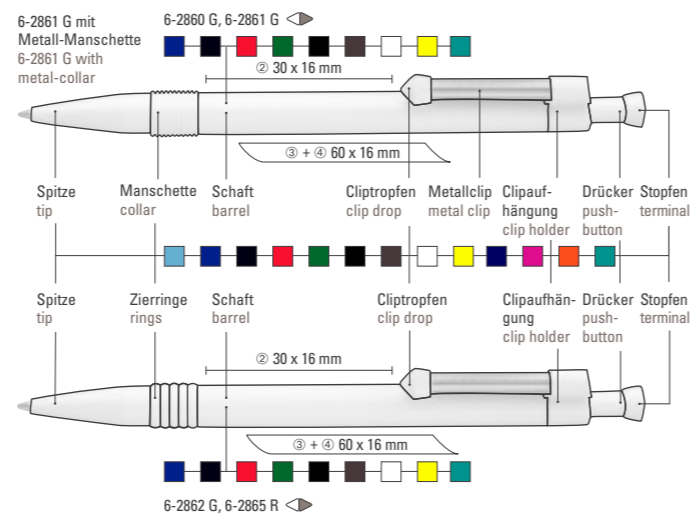 6-2861 G mit
Metall-Manschette
6-2861 G with
metal-collar
6-2860 G, 6-2861 G
② 30 x 16 mm
③ + ④ 60 x 16 mm
Spitze Manschette Schaft Cliptropfen Metallclip Clipauf- Drücker Stopfen
tip collar barrel clip drop metal clip hängung push- terminal
clip holder button
Spitze Zierringe Schaft Cliptropfen Clipaufhän- Drücker Stopfen
tip rings barrel clip drop gung push- terminal
clip holder button
② 30 x 16 mm
③ + ④ 60 x 16 mm
6-2862 G, 6-2865 R